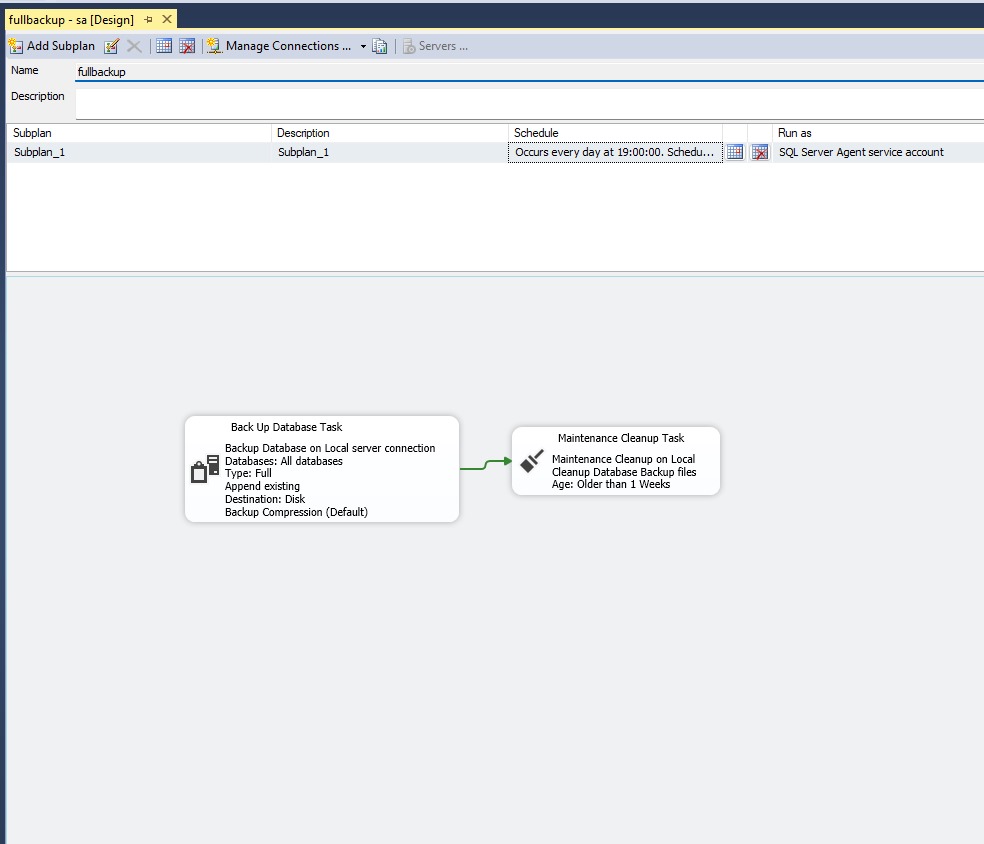 fullbackup - sa [Design]
Add Subplan Manage Connections ... Servers ...
Name fullbackup
Description
Subplan Description Schedule Run as
Subplan_1 Subplan_1 Occurs every day at 19:00:00. Schedu... SQL Server Agent service account
Back Up Database Task
Backup Database on Local server connection
Databases: All databases
Type: Full
Append existing
Destination: Disk
Backup Compression (Default)
Maintenance Cleanup Task
Maintenance Cleanup on Local
Cleanup Database Backup files
Age: Older than 1 Weeks